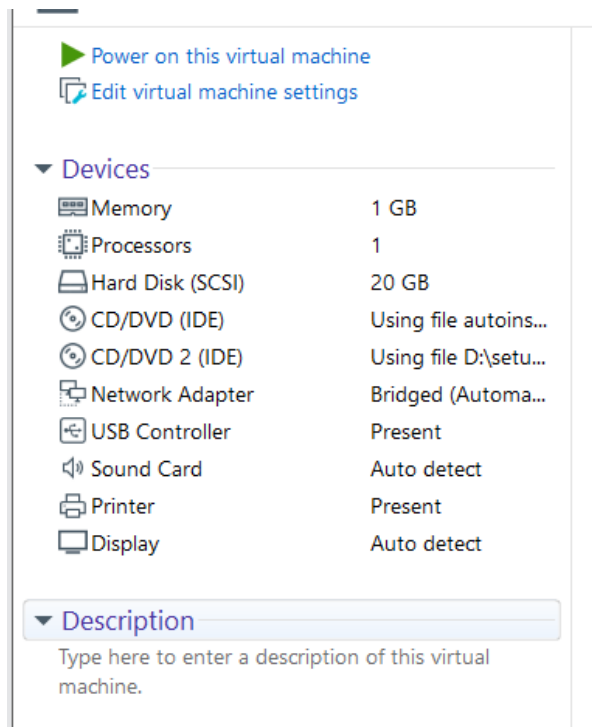 Power on this virtual machine
Edit virtual machine settings
Devices
Memory 1 GB
Processors 1
Hard Disk (SCSI) 20 GB
CD/DVD (IDE) Using file autoins...
CD/DVD 2 (IDE) Using file D:\setu...
Network Adapter Bridged (Automa...
USB Controller Present
Sound Card Auto detect
Printer Present
Display Auto detect
Description
Type here to enter a description of this virtual
machine.